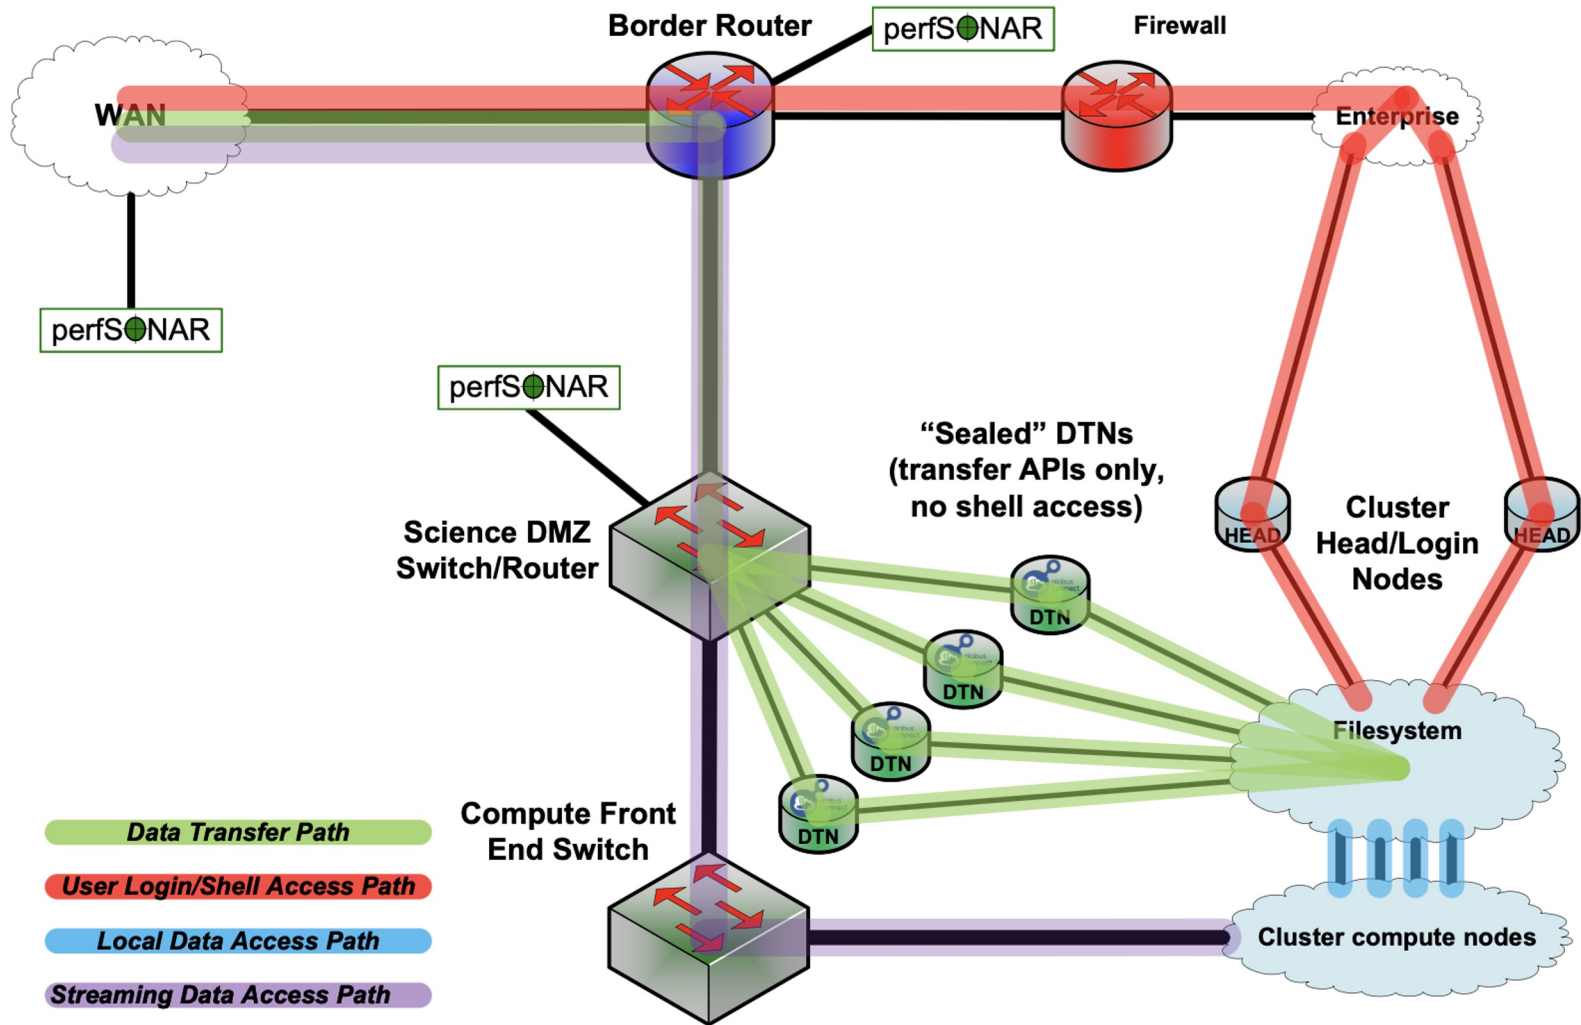 Border Router
perfSONAR
Firewall
WAN
Enterprise
perfSONAR
perfSONAR
“Sealed” DTNs
(transfer APIs only,
no shell access)
Science DMZ
Switch/Router
HEAD
Cluster
Head/Login
Nodes
HEAD
DTN
DTN
DTN
DTN
Filesystem
Compute Front
End Switch
Data Transfer Path
User Login/Shell Access Path
Local Data Access Path
Streaming Data Access Path
Cluster compute nodes